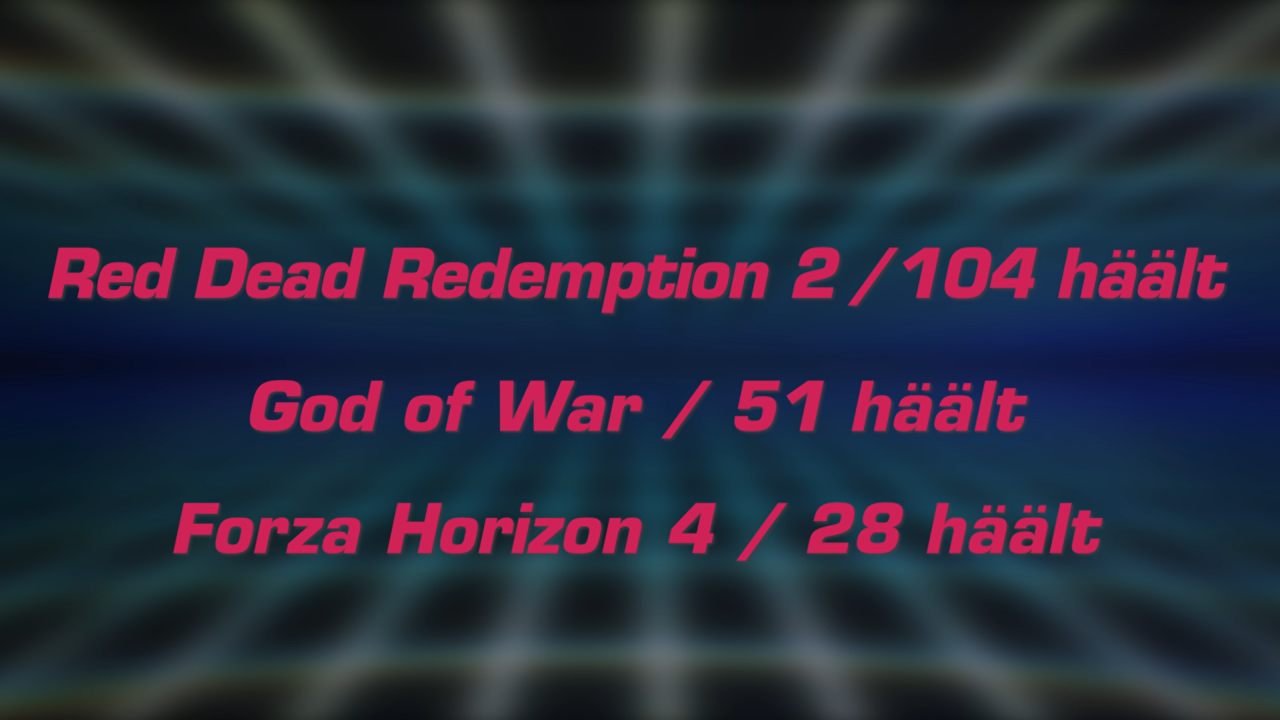 Red Dead Redemption 2 /104 häält
God of War / 51 häält
Forza Horizon 4 / 28 häält